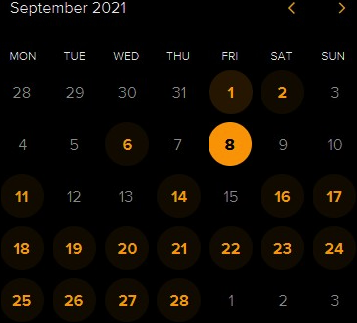 September 2021 < >
MON TUE WED THU FRI SAT SUN
28 29 30 31 1 2 3
4 5 6 7 8 9 10
11 12 13 14 15 16 17
18 19 20 21 22 23 24
25 26 27 28 1 2 3